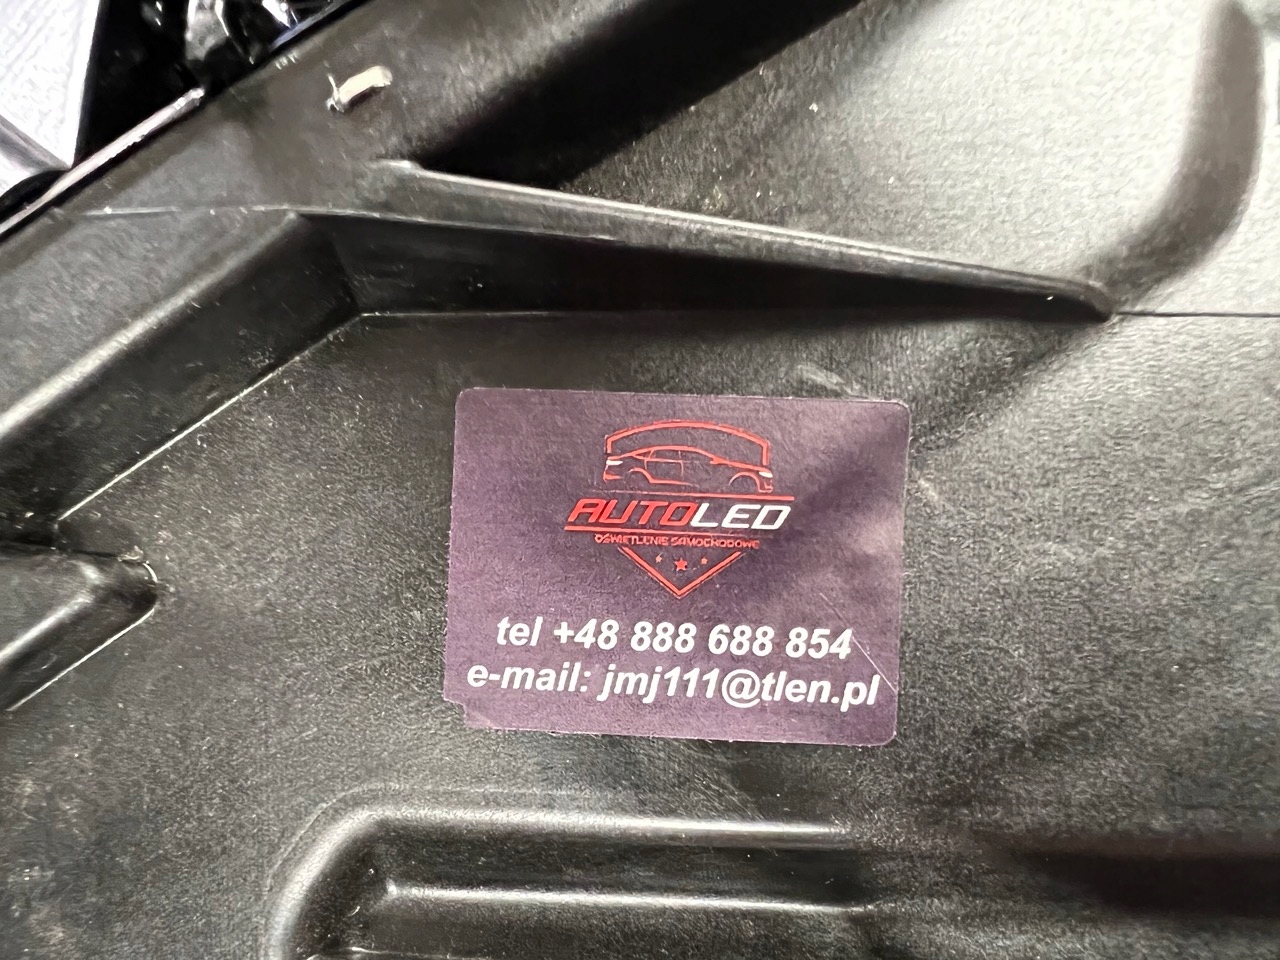 AUTOLED
OŚWIETLENIE SAMOCHODOWE
tel +48 888 688 854
e-mail: jmj111@tlen.pl